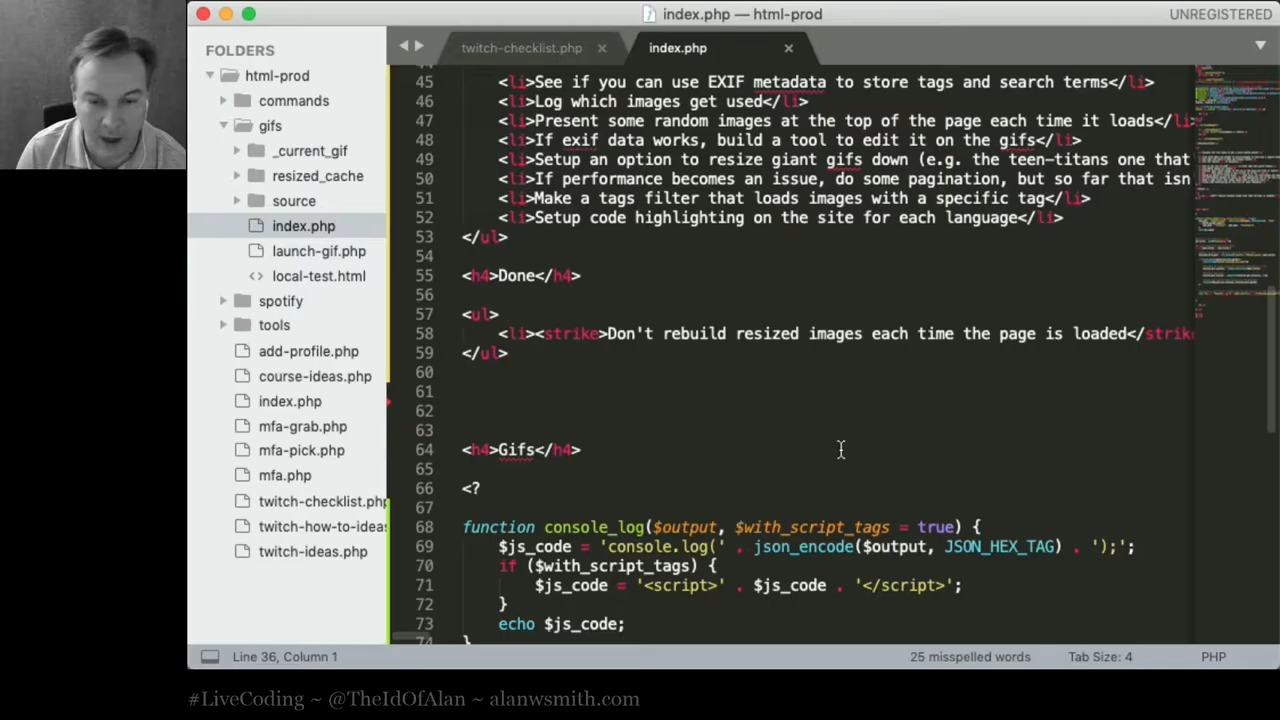 index.php — html-prod
UNREGISTERED
FOLDERS
html-prod
commands
gifs
_current_gif
resized_cache
source
index.php
launch-gif.php
local-test.html
spotify
tools
add-profile.php
course-ideas.php
index.php
mfa-grab.php
mfa-pick.php
mfa.php
twitch-checklist.php
twitch-how-to-ideas
twitch-ideas.php
twitch-checklist.php
index.php
45 <li>See if you can use EXIF metadata to store tags and search terms</li>
46 <li>Log which images get used</li>
47 <li>Present some random images at the top of the page each time it loads</li>
48 <li>If exif data works, build a tool to edit it on the gifs</li>
49 <li>Setup an option to resize giant gifs down (e.g. the teen-titans one that
50 <li>If performance becomes an issue, do some pagination, but so far that isn
51 <li>Make a tags filter that loads images with a specific tag</li>
52 <li>Setup code highlighting on the site for each language</li>
53 </ul>
54
55 <h4>Done</h4>
56
57 <ul>
58 <li><strike>Don't rebuild resized images each time the page is loaded</strike
59 </ul>
60
61
62
63
64 <h4>Gifs</h4>
65
66 <?
67
68 function console_log($output, $with_script_tags = true) {
69 $js_code = 'console.log(' . json_encode($output, JSON_HEX_TAG) . ');';
70 if ($with_script_tags) {
71 $js_code = '<script>' . $js_code . '</script>';
72 }
73 echo $js_code;
74 }
Line 36, Column 1
25 misspelled words
Tab Size: 4
PHP
#LiveCoding ~ @TheIdOfAlan ~ alanwsmith.com